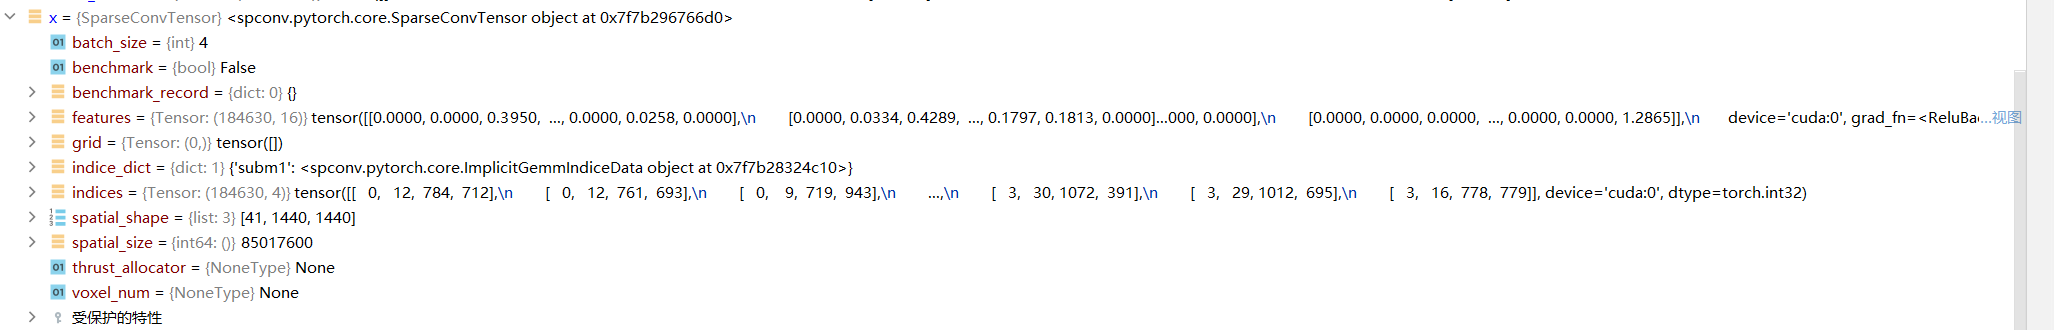 x = {SparseConvTensor} <spconv.pytorch.core.SparseConvTensor object at 0x7f7b296766d0>
batch_size = {int} 4
benchmark = {bool} False
benchmark_record = {dict: 0} {}
features = {Tensor: (184630, 16)} tensor([[0.0000, 0.0000, 0.3950, ..., 0.0000, 0.0258, 0.0000],\n [0.0000, 0.0334, 0.4289, ..., 0.1797, 0.1813, 0.0000]...000, 0.0000],\n [0.0000, 0.0000, 0.0000, ..., 0.0000, 0.0000, 1.2865]],\n device='cuda:0', grad_fn=<ReluBac...视图
grid = {Tensor: (0,)} tensor([])
indice_dict = {dict: 1} {'subm1': <spconv.pytorch.core.ImplicitGemmIndiceData object at 0x7f7b28324c10>}
indices = {Tensor: (184630, 4)} tensor([[ 0, 12, 784, 712],\n [ 0, 12, 761, 693],\n [ 0, 9, 719, 943],\n ...,\n [ 3, 30, 1072, 391],\n [ 3, 29, 1012, 695],\n [ 3, 16, 778, 779]], device='cuda:0', dtype=torch.int32)
spatial_shape = {list: 3} [41, 1440, 1440]
spatial_size = {int64: ()} 85017600
thrust_allocator = {NoneType} None
voxel_num = {NoneType} None
受保护的特性